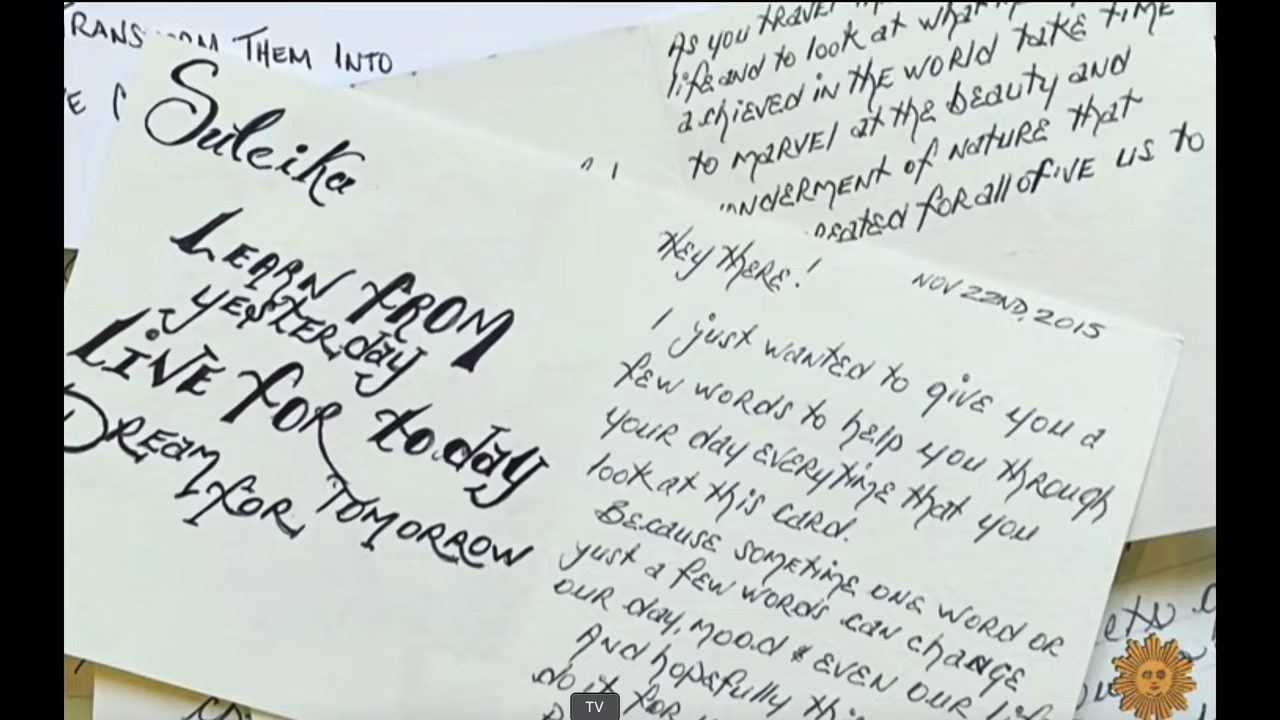 THEM INTO
As you travel
life and to look at what
achieved in the world take time
to marvel at the beauty and
of nature that
for all of IVE us to
Suleika
Learn from
yesterday
Live for today
Dream for Tomorrow
Hey there!
Nov 22nd, 2015
I just wanted to give you a
few words to help you through
your day everytime that you
look at this card.
Because sometime one word or
just a few words can change
our day, mood & even our
And hopefully
do it for
TV